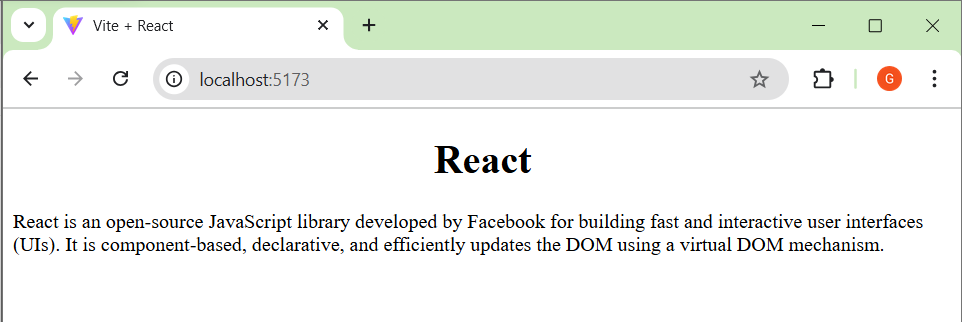 Vite + React
localhost:5173
G
React
React is an open-source JavaScript library developed by Facebook for building fast and interactive user interfaces
(UIs). It is component-based, declarative, and efficiently updates the DOM using a virtual DOM mechanism.